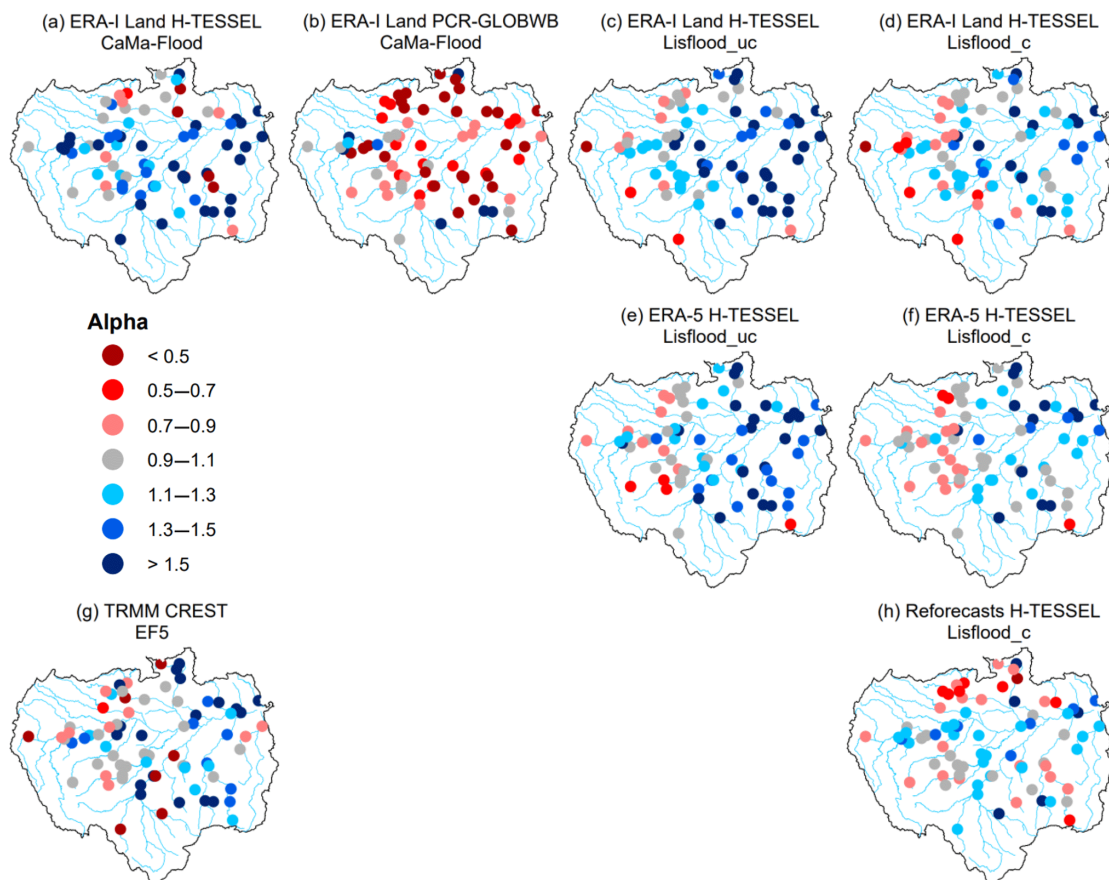 (a) ERA-I Land H-TESSEL
CaMa-Flood
(b) ERA-I Land PCR-GLOBWB
CaMa-Flood
(c) ERA-I Land H-TESSEL
Lisflood_uc
(d) ERA-I Land H-TESSEL
Lisflood_c
Alpha
< 0.5
0.5—0.7
0.7—0.9
0.9—1.1
1.1—1.3
1.3—1.5
> 1.5
(e) ERA-5 H-TESSEL
Lisflood_uc
(f) ERA-5 H-TESSEL
Lisflood_c
(g) TRMM CREST
EF5
(h) Reforecasts H-TESSEL
Lisflood_c